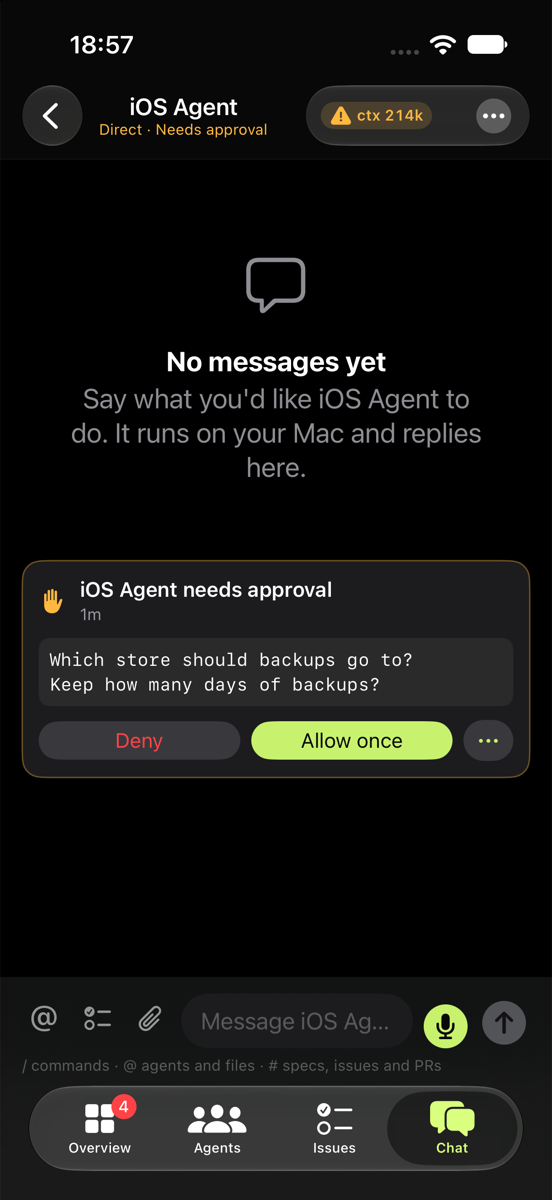 18:57
iOS Agent
Direct · Needs approval
ctx 214k
No messages yet
Say what you'd like iOS Agent to
do. It runs on your Mac and replies
here.
iOS Agent needs approval
1m
Which store should backups go to?
Keep how many days of backups?
Deny
Allow once
Message iOS Ag...
/ commands · @ agents and files · # specs, issues and PRs
4
Overview
Agents
Issues
Chat